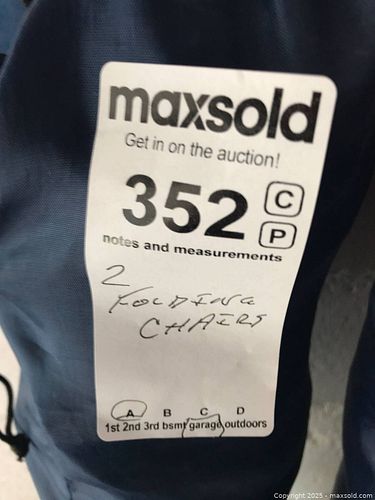 maxsold
Get in on the auction!
352
C
P
notes and measurements
2
FOLDING
CHAIRS
A B C D
1st 2nd 3rd bsmt garage outdoors
Copyright 2025 - maxsold.com